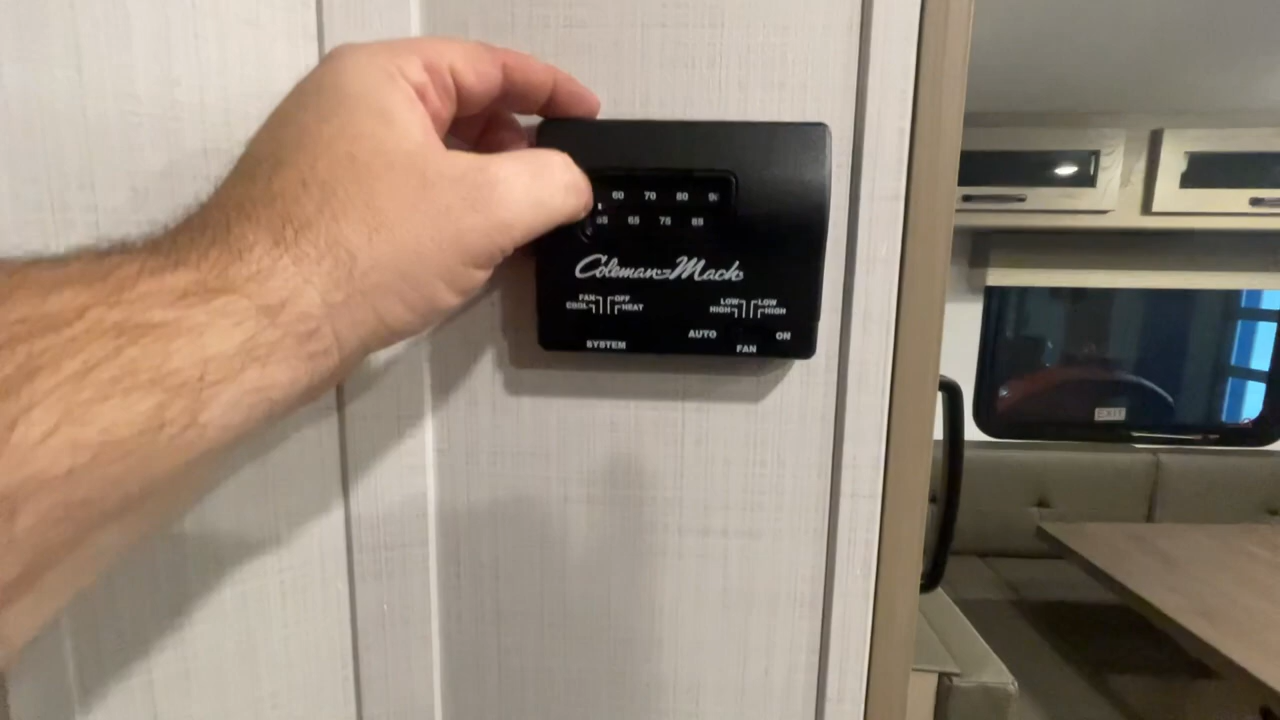 60 70 80
65 75
Coleman-Mach
FAN OFF
COOL HEAT
LOW LOW
HIGH HIGH
AUTO ON
SYSTEM FAN
EXIT